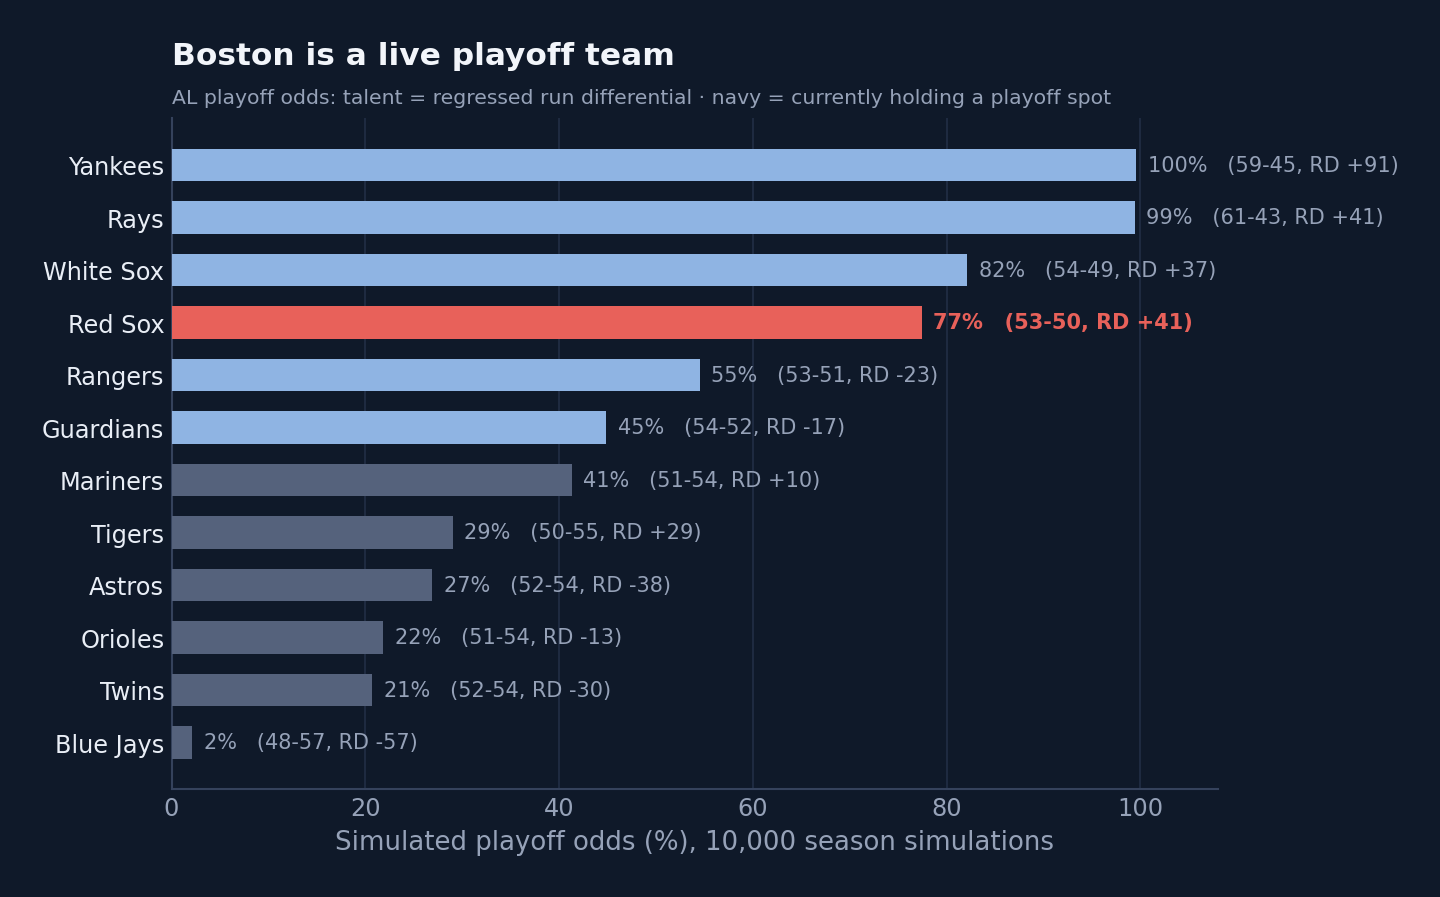 Boston is a live playoff team
AL playoff odds: talent = regressed run differential · navy = currently holding a playoff spot
Yankees 100% (59-45, RD +91)
Rays 99% (61-43, RD +41)
White Sox 82% (54-49, RD +37)
Red Sox 77% (53-50, RD +41)
Rangers 55% (53-51, RD -23)
Guardians 45% (54-52, RD -17)
Mariners 41% (51-54, RD +10)
Tigers 29% (50-55, RD +29)
Astros 27% (52-54, RD -38)
Orioles 22% (51-54, RD -13)
Twins 21% (52-54, RD -30)
Blue Jays 2% (48-57, RD -57)
0 20 40 60 80 100
Simulated playoff odds (%), 10,000 season simulations